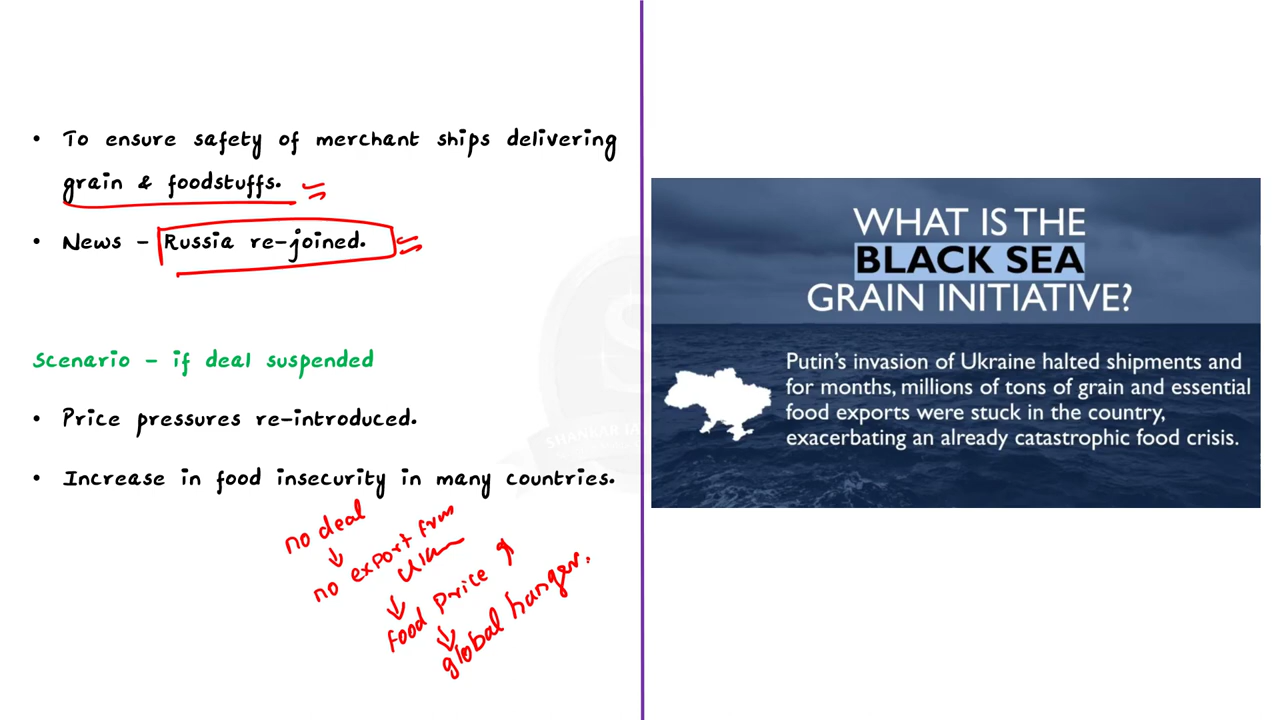 • To ensure safety of merchant ships delivering
grain & foodstuffs.
• News - Russia re-joined.
Scenario - if deal suspended
• Price pressures re-introduced.
• Increase in food insecurity in many countries.
no deal
no export from
food price
global hunger.
SHANKAR IA
WHAT IS THE
BLACK SEA
GRAIN INITIATIVE?
Putin's invasion of Ukraine halted shipments and
for months, millions of tons of grain and essential
food exports were stuck in the country,
exacerbating an already catastrophic food crisis.